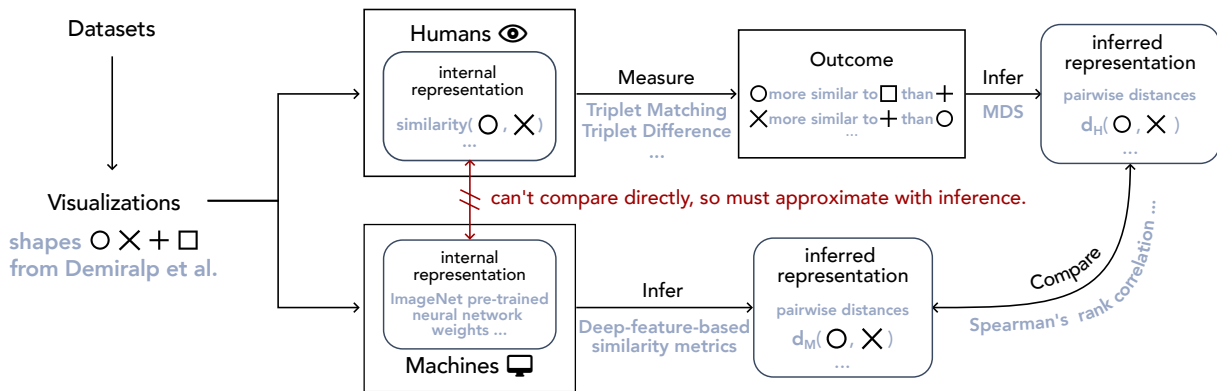 Datasets
Visualizations
shapes
from Demiralp et al.
Humans
internal
representation
similarity( , )
...
Measure
Triplet Matching
Triplet Difference
...
Outcome
more similar to than
more similar to than
...
Infer
MDS
inferred
representation
pairwise distances
dH( , )
...
can't compare directly, so must approximate with inference.
internal
representation
ImageNet pre-trained
neural network
weights ...
Machines
Infer
Deep-feature-based
similarity metrics
inferred
representation
pairwise distances
dM( , )
...
Compare
Spearman's rank correlation ...